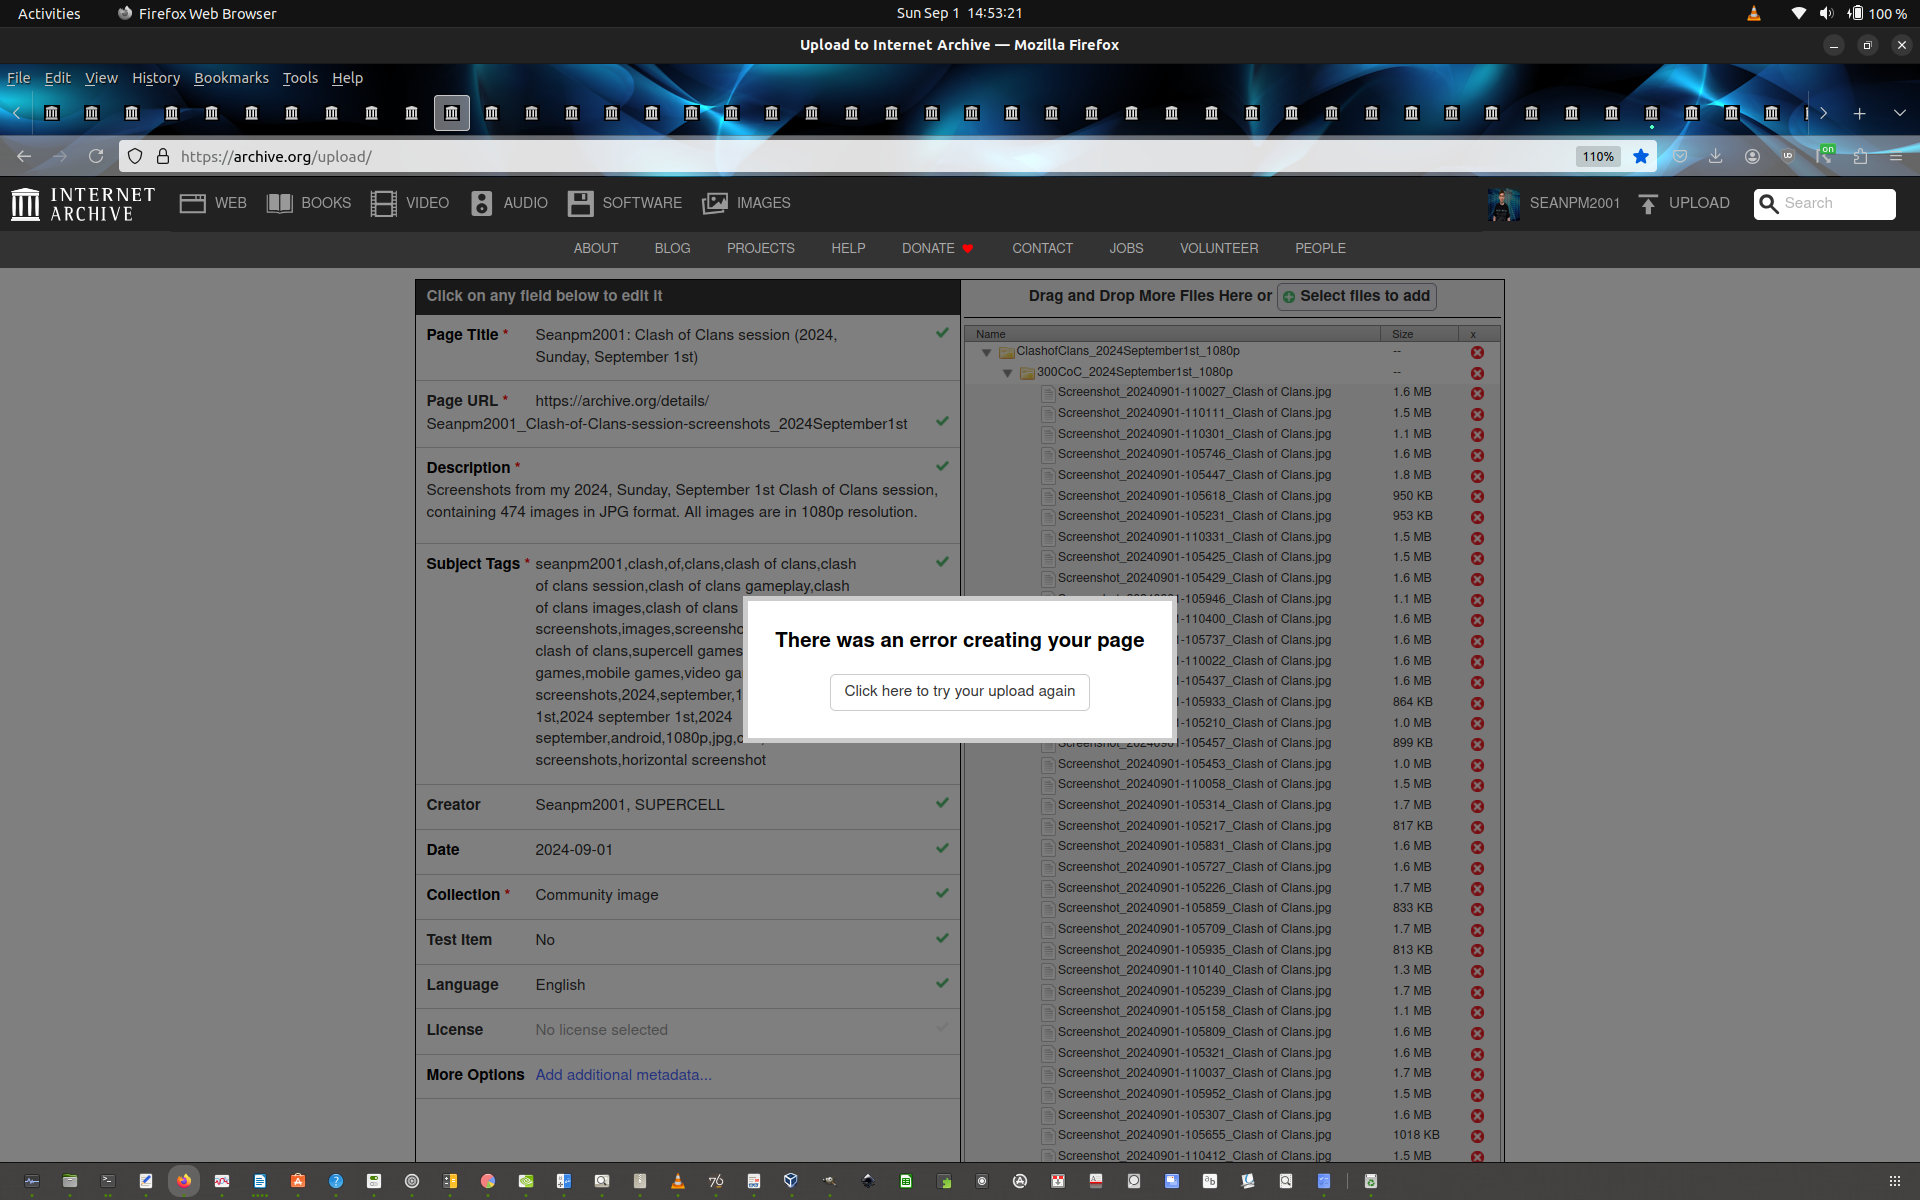 Activities
Firefox Web Browser
Sun Sep 1 14:53:21
100 %
Upload to Internet Archive — Mozilla Firefox
File Edit View History Bookmarks Tools Help
https://archive.org/upload/
110%
on
INTERNET ARCHIVE
WEB BOOKS VIDEO AUDIO SOFTWARE IMAGES
SEANPM2001 UPLOAD Search
ABOUT BLOG PROJECTS HELP DONATE CONTACT JOBS VOLUNTEER PEOPLE
Click on any field below to edit it
Page Title * Seanpm2001: Clash of Clans session (2024,
Sunday, September 1st)
Page URL * https://archive.org/details/
Seanpm2001_Clash-of-Clans-session-screenshots_2024September1st
Description *
Screenshots from my 2024, Sunday, September 1st Clash of Clans session,
containing 474 images in JPG format. All images are in 1080p resolution.
Subject Tags * seanpm2001,clash,of,clans,clash of clans,clash
of clans session,clash of clans gameplay,clash
of clans images,clash of clans
screenshots,images,screensho
clash of clans,supercell games
games,mobile games,video ga
screenshots,2024,september,1
1st,2024 september 1st,2024
september,android,1080p,jpg,
screenshots,horizontal screenshot
Creator Seanpm2001, SUPERCELL
Date 2024-09-01
Collection * Community image
Test Item No
Language English
License No license selected
More Options Add additional metadata...
There was an error creating your page
Click here to try your upload again
Drag and Drop More Files Here or Select files to add
Name Size x
ClashofClans_2024September1st_1080p --
300CoC_2024September1st_1080p --
Screenshot_20240901-110027_Clash of Clans.jpg 1.6 MB
Screenshot_20240901-110111_Clash of Clans.jpg 1.5 MB
Screenshot_20240901-110301_Clash of Clans.jpg 1.1 MB
Screenshot_20240901-105746_Clash of Clans.jpg 1.6 MB
Screenshot_20240901-105447_Clash of Clans.jpg 1.8 MB
Screenshot_20240901-105618_Clash of Clans.jpg 950 KB
Screenshot_20240901-105231_Clash of Clans.jpg 953 KB
Screenshot_20240901-110331_Clash of Clans.jpg 1.5 MB
Screenshot_20240901-105425_Clash of Clans.jpg 1.5 MB
Screenshot_20240901-105429_Clash of Clans.jpg 1.6 MB
Screenshot_20240901-105946_Clash of Clans.jpg 1.1 MB
1-110400_Clash of Clans.jpg 1.6 MB
1-105737_Clash of Clans.jpg 1.6 MB
1-110022_Clash of Clans.jpg 1.6 MB
1-105437_Clash of Clans.jpg 1.6 MB
1-105933_Clash of Clans.jpg 864 KB
1-105210_Clash of Clans.jpg 1.0 MB
Screenshot_20240901-105457_Clash of Clans.jpg 899 KB
Screenshot_20240901-105453_Clash of Clans.jpg 1.0 MB
Screenshot_20240901-110058_Clash of Clans.jpg 1.5 MB
Screenshot_20240901-105314_Clash of Clans.jpg 1.7 MB
Screenshot_20240901-105217_Clash of Clans.jpg 817 KB
Screenshot_20240901-105831_Clash of Clans.jpg 1.6 MB
Screenshot_20240901-105727_Clash of Clans.jpg 1.6 MB
Screenshot_20240901-105226_Clash of Clans.jpg 1.7 MB
Screenshot_20240901-105859_Clash of Clans.jpg 833 KB
Screenshot_20240901-105709_Clash of Clans.jpg 1.7 MB
Screenshot_20240901-105935_Clash of Clans.jpg 813 KB
Screenshot_20240901-110140_Clash of Clans.jpg 1.3 MB
Screenshot_20240901-105239_Clash of Clans.jpg 1.7 MB
Screenshot_20240901-105158_Clash of Clans.jpg 1.1 MB
Screenshot_20240901-105809_Clash of Clans.jpg 1.6 MB
Screenshot_20240901-105321_Clash of Clans.jpg 1.6 MB
Screenshot_20240901-110037_Clash of Clans.jpg 1.7 MB
Screenshot_20240901-105952_Clash of Clans.jpg 1.5 MB
Screenshot_20240901-105307_Clash of Clans.jpg 1.6 MB
Screenshot_20240901-105655_Clash of Clans.jpg 1018 KB
Screenshot_20240901-110412_Clash of Clans.jpg 1.5 MB